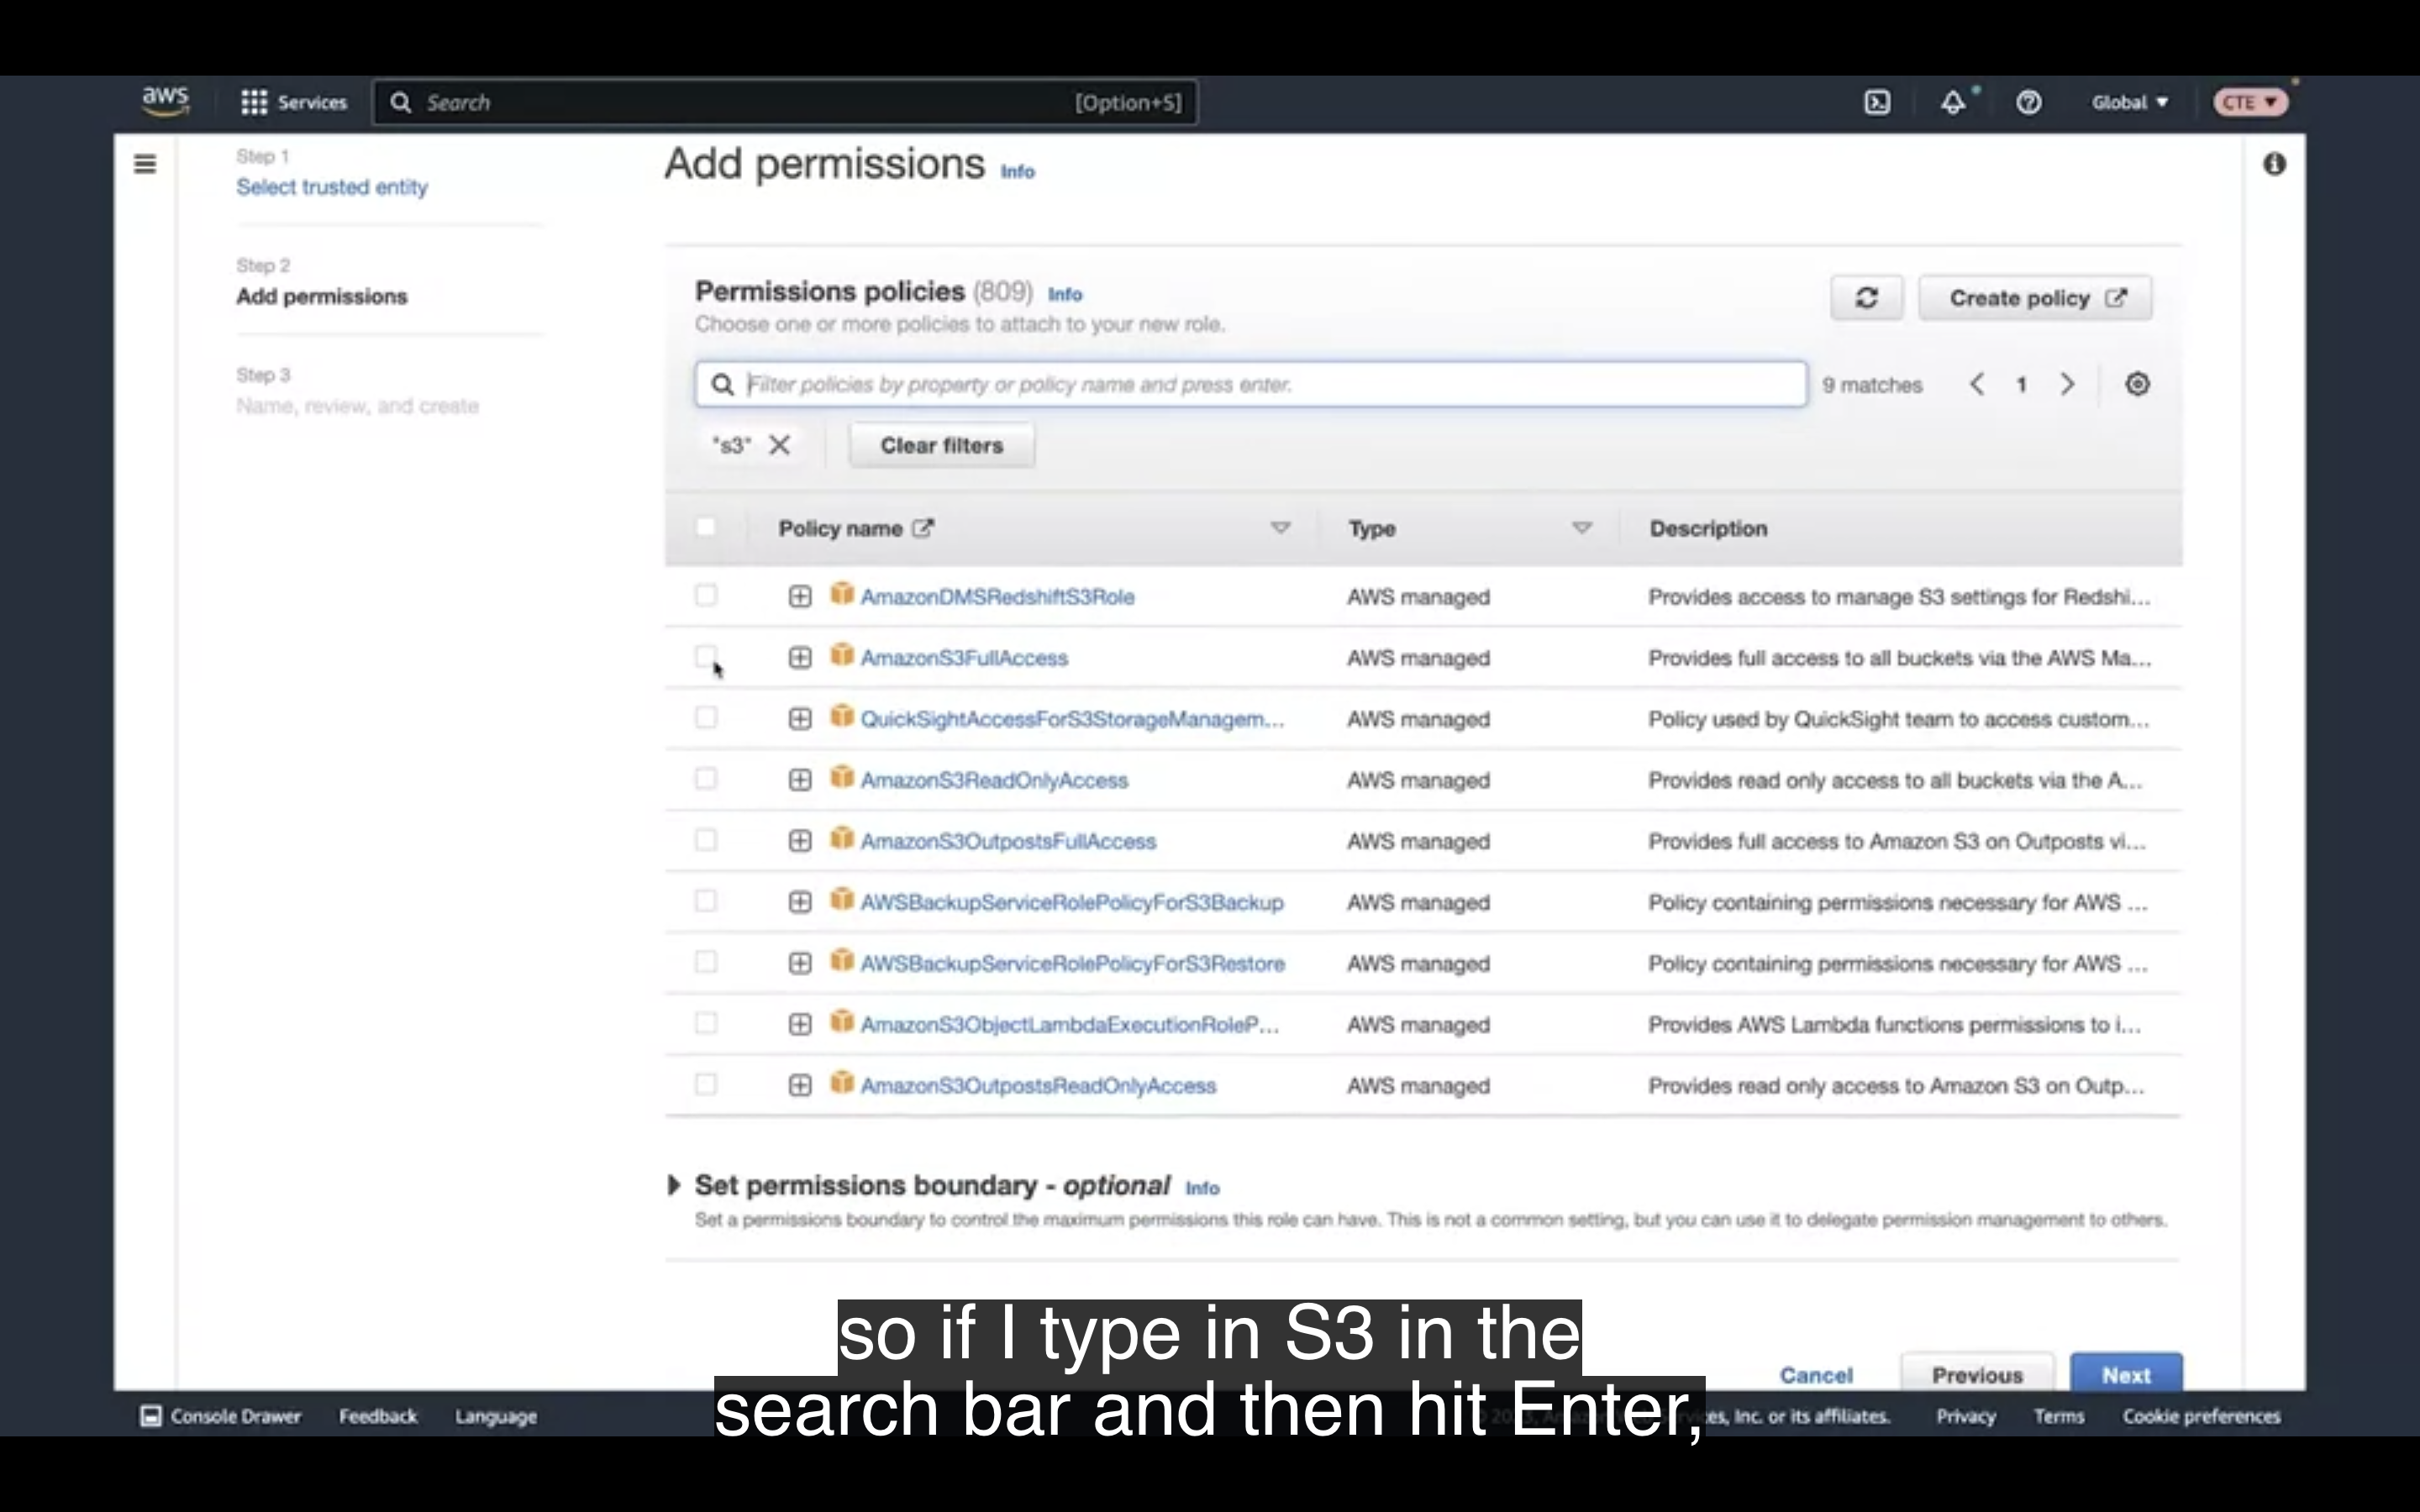 aws
Services
Search
[Option+S]
Global
CTE
Step 1
Select trusted entity
Step 2
Add permissions
Step 3
Name, review, and create
Add permissions Info
Permissions policies (809) Info
Choose one or more policies to attach to your new role.
Create policy
Filter policies by property or policy name and press enter.
9 matches
1
"s3"
Clear filters
Policy name
Type
Description
AmazonDMSRedshiftS3Role AWS managed Provides access to manage S3 settings for Redshi...
AmazonS3FullAccess AWS managed Provides full access to all buckets via the AWS Ma...
QuickSightAccessForS3StorageManagem... AWS managed Policy used by QuickSight team to access custom...
AmazonS3ReadOnlyAccess AWS managed Provides read only access to all buckets via the A...
AmazonS3OutpostsFullAccess AWS managed Provides full access to Amazon S3 on Outposts vi...
AWSBackupServiceRolePolicyForS3Backup AWS managed Policy containing permissions necessary for AWS ...
AWSBackupServiceRolePolicyForS3Restore AWS managed Policy containing permissions necessary for AWS ...
AmazonS3ObjectLambdaExecutionRoleP... AWS managed Provides AWS Lambda functions permissions to i...
AmazonS3OutpostsReadOnlyAccess AWS managed Provides read only access to Amazon S3 on Outp...
Set permissions boundary - optional Info
Set a permissions boundary to control the maximum permissions this role can have. This is not a common setting, but you can use it to delegate permission management to others.
so if I type in S3 in the
search bar and then hit Enter,
Cancel
Previous
Next
Console Drawer
Feedback
Language
Inc. or its affiliates.
Privacy
Terms
Cookie preferences